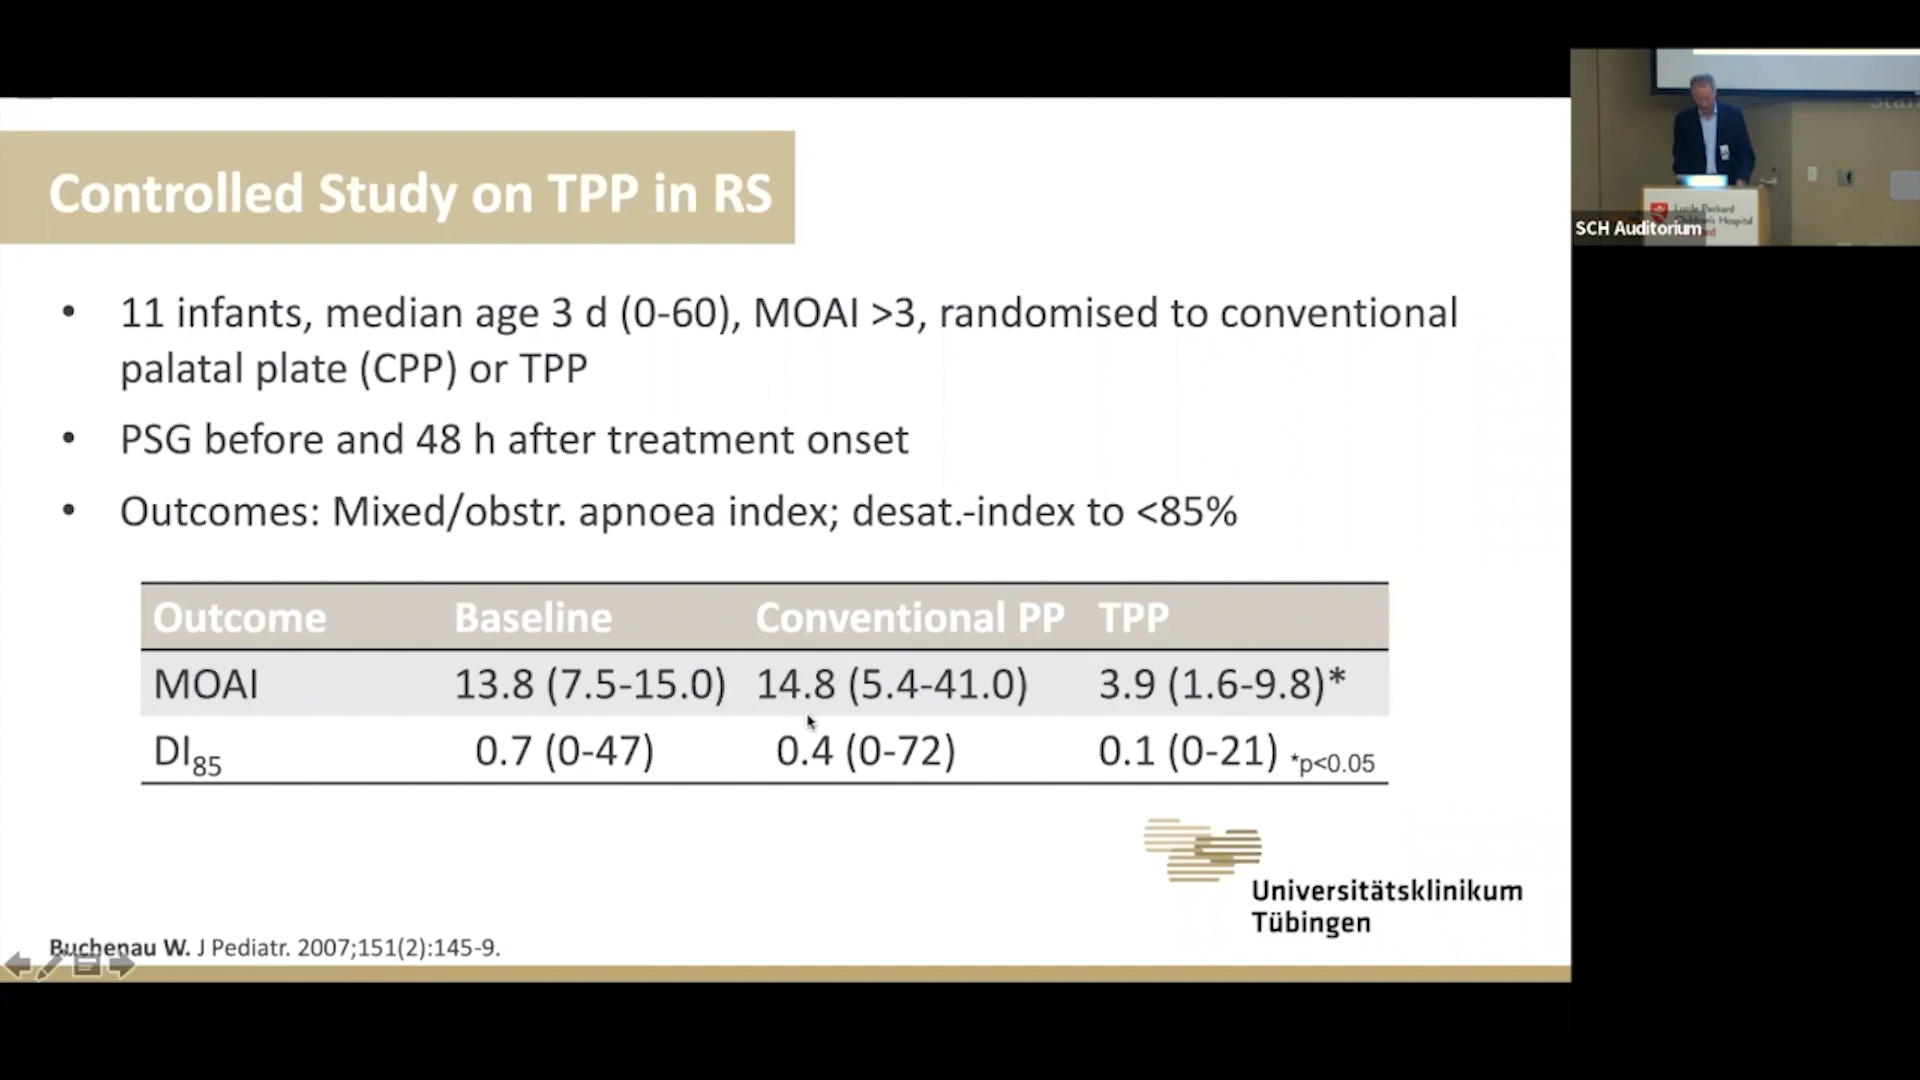 Controlled Study on TPP in RS
• 11 infants, median age 3 d (0-60), MOAI >3, randomised to conventional
palatal plate (CPP) or TPP
• PSG before and 48 h after treatment onset
• Outcomes: Mixed/obstr. apnoea index; desat.-index to <85%
Outcome Baseline Conventional PP TPP
MOAI 13.8 (7.5-15.0) 14.8 (5.4-41.0) 3.9 (1.6-9.8)*
DI85 0.7 (0-47) 0.4 (0-72) 0.1 (0-21) *p<0.05
Universitätsklinikum
Tübingen
Buchenau W. J Pediatr. 2007;151(2):145-9.
Lucile Packard
Children's Hospital
SCH Auditorium